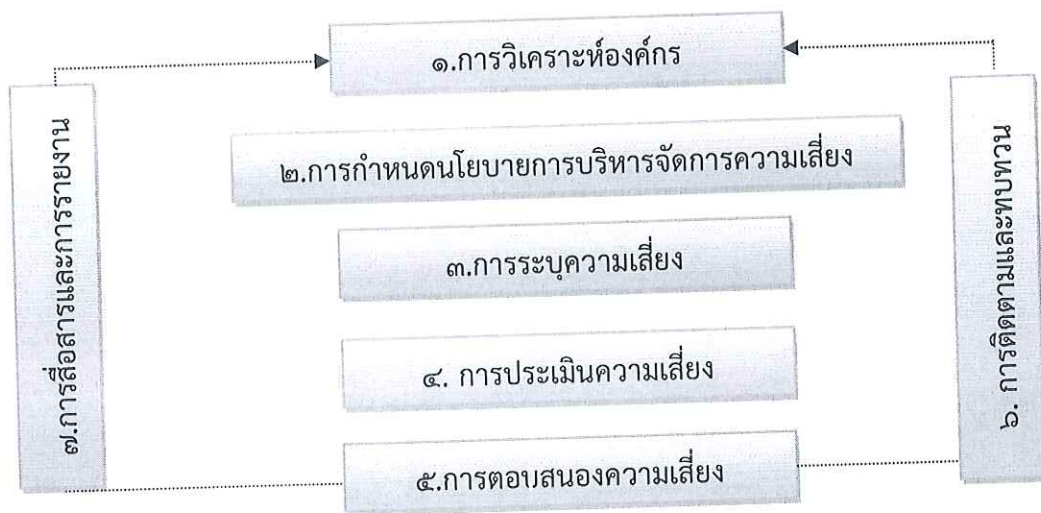 ๑.การวิเคราะห์องค์กร
๒.การกำหนดนโยบายการบริหารจัดการความเสี่ยง
๓.การระบุความเสี่ยง
๔. การประเมินความเสี่ยง
๕.การตอบสนองความเสี่ยง
๖. การติดตามและทบทวน
๗.การสื่อสารและการรายงาน